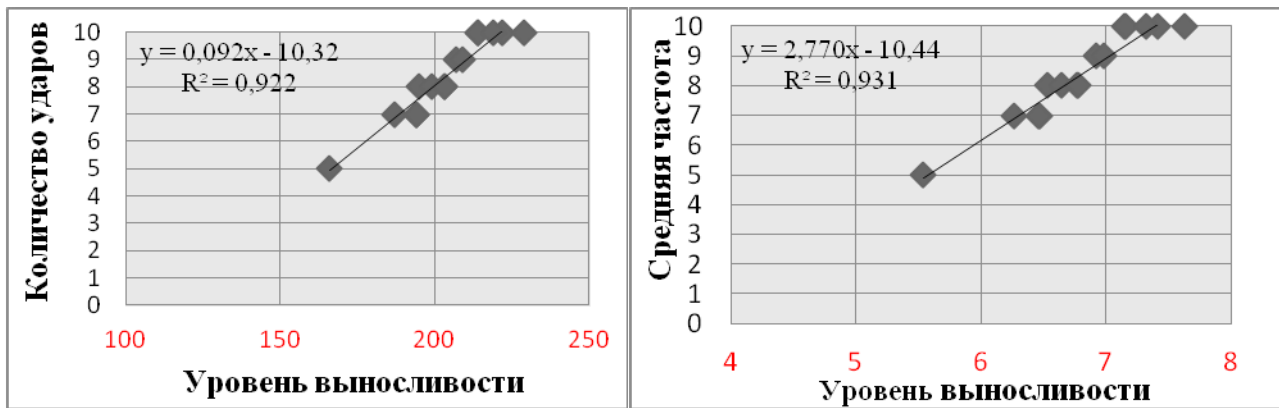 Количество ударов
10
9
8
7
6
5
4
3
2
1
0
y = 0,092x - 10,32
R² = 0,922
100 150 200 250
Уровень выносливости
Средняя частота
10
9
8
7
6
5
4
3
2
1
0
y = 2,770x - 10,44
R² = 0,931
4 5 6 7 8
Уровень выносливости